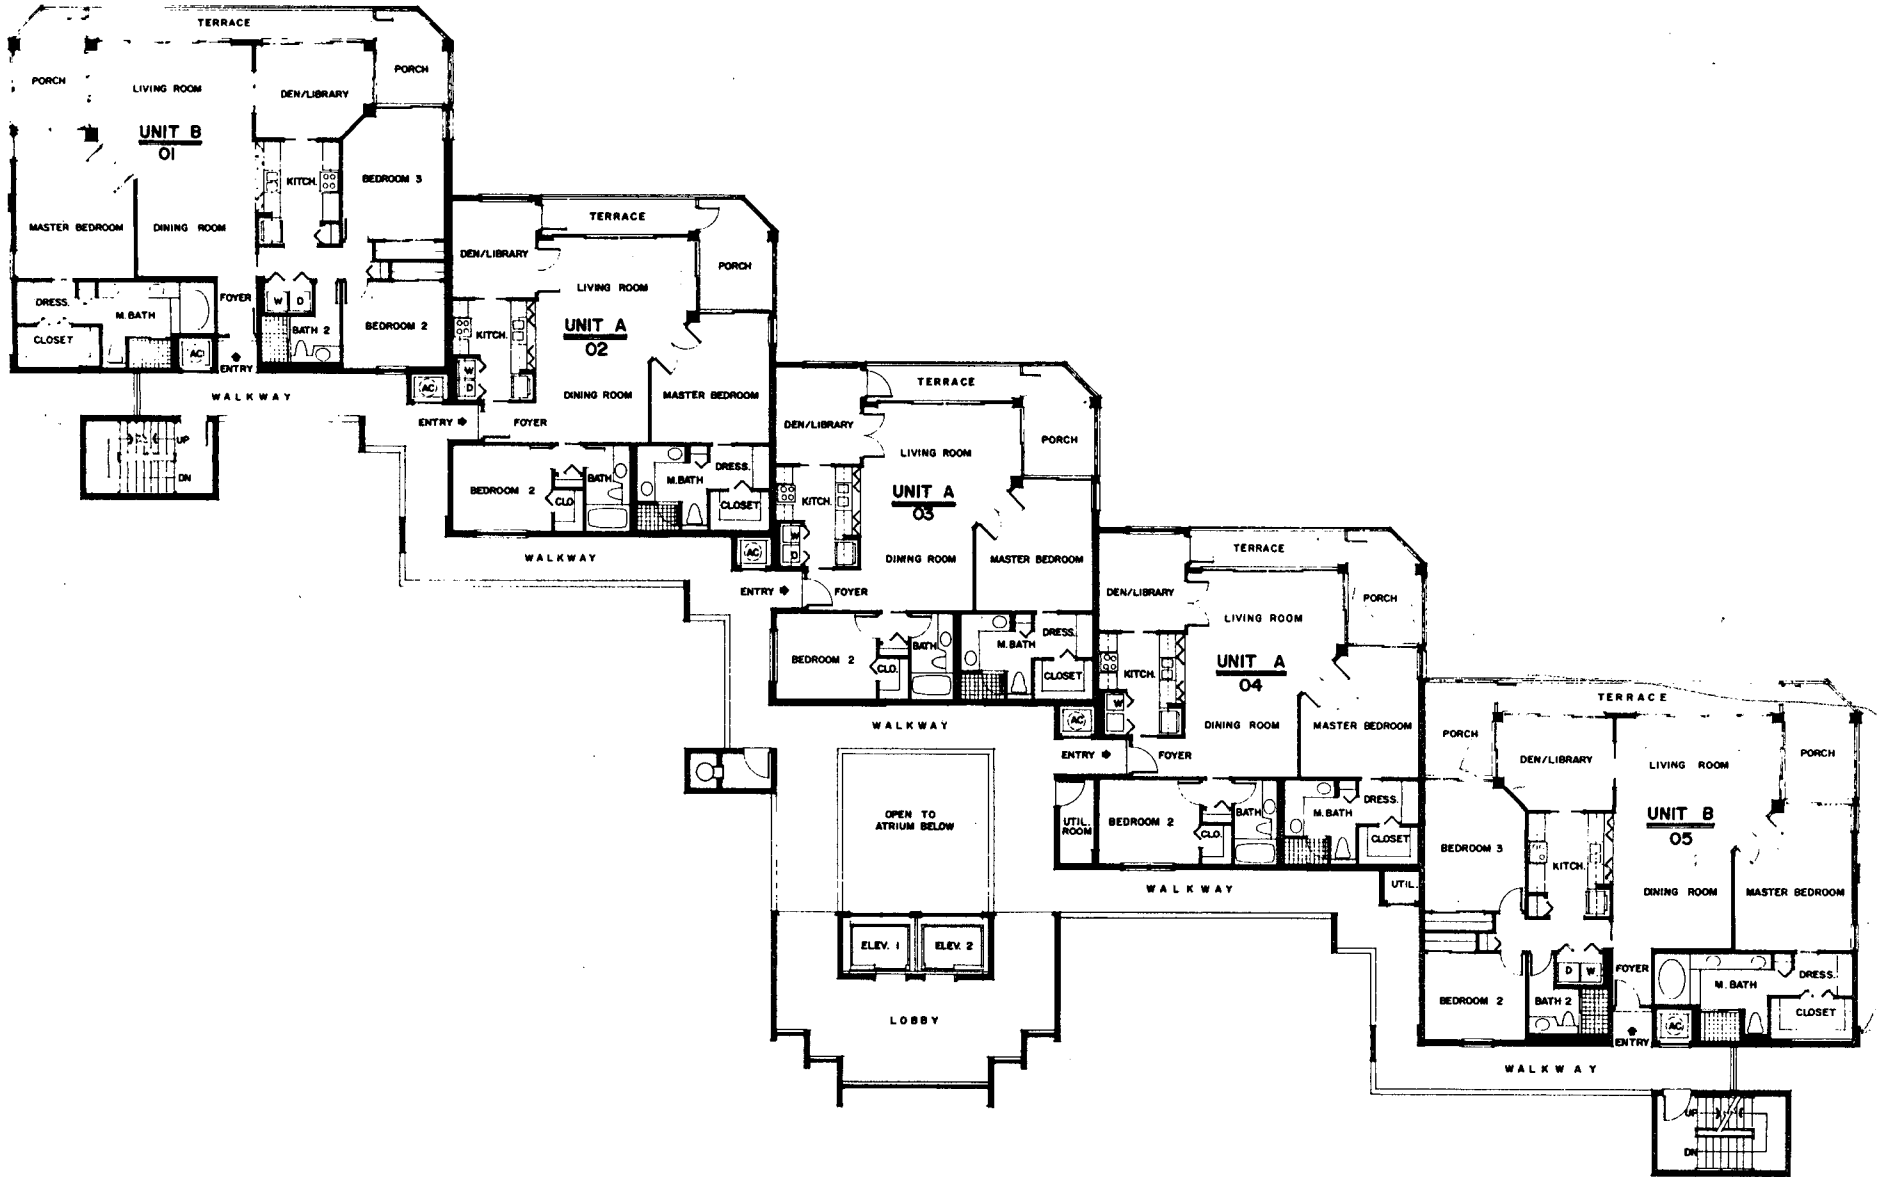 TERRACE
PORCH
LIVING ROOM
DEN/LIBRARY
PORCH
UNIT B
01
KITCH.
BEDROOM 3
MASTER BEDROOM
DINING ROOM
DRESS.
M. BATH
FOYER
W D
BATH 2
BEDROOM 2
CLOSET
AC
ENTRY
WALKWAY
UP
DN
TERRACE
DEN/LIBRARY
PORCH
LIVING ROOM
UNIT A
02
KITCH.
W
D
AC
DINING ROOM
MASTER BEDROOM
ENTRY
FOYER
BEDROOM 2
CLO.
BATH
M. BATH
DRESS.
CLOSET
WALKWAY
TERRACE
DEN/LIBRARY
PORCH
LIVING ROOM
UNIT A
03
KITCH.
W
D
AC
DINING ROOM
MASTER BEDROOM
ENTRY
FOYER
BEDROOM 2
CLO.
BATH
M. BATH
DRESS.
CLOSET
WALKWAY
TERRACE
DEN/LIBRARY
PORCH
LIVING ROOM
UNIT A
04
KITCH.
W
AC
DINING ROOM
MASTER BEDROOM
ENTRY
FOYER
UTIL.
ROOM
BEDROOM 2
CLO.
BATH
M. BATH
DRESS.
CLOSET
WALKWAY
UTIL.
OPEN TO
ATRIUM BELOW
ELEV. 1
ELEV. 2
LOBBY
TERRACE
PORCH
DEN/LIBRARY
LIVING ROOM
PORCH
UNIT B
05
BEDROOM 3
KITCH.
DINING ROOM
MASTER BEDROOM
D W
FOYER
M. BATH
DRESS.
BEDROOM 2
BATH 2
CLOSET
AC
ENTRY
WALKWAY
UP
DN